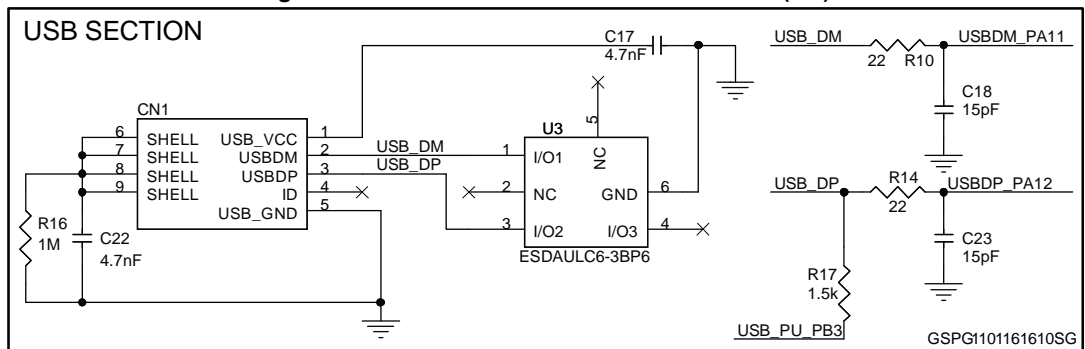 USB SECTION
C17
4.7nF
USB_DM
22 R10
USBDM_PA11
C18
15pF
CN1
6 SHELL USB_VCC 1
7 SHELL USBDM 2 USB_DM
8 SHELL USBDP 3 USB_DP
9 SHELL ID 4
USB_GND 5
U3
5
NC
1 I/O1
2 NC GND 6
3 I/O2 I/O3 4
ESDAULC6-3BP6
R16
1M
C22
4.7nF
USB_DP
R14
22
USBDP_PA12
C23
15pF
R17
1.5k
USB_PU_PB3
GSPG1101161610SG